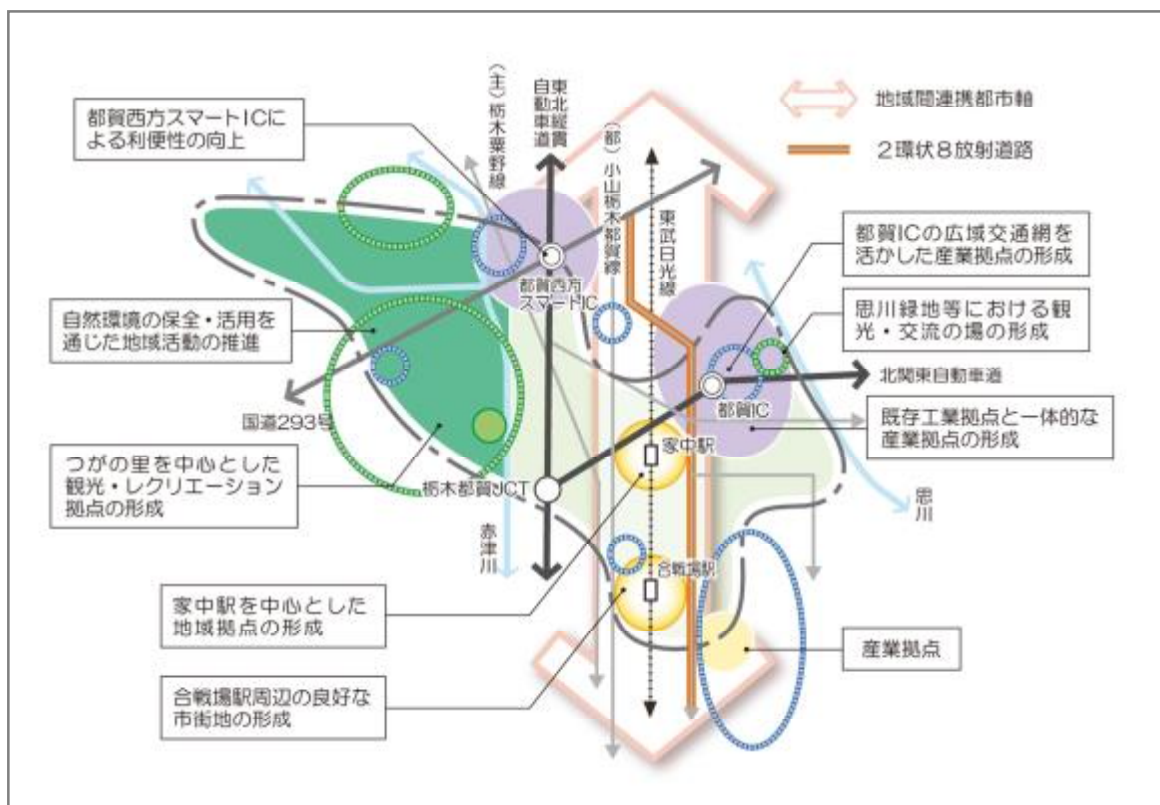 都賀西方スマートICに
よる利便性の向上
(主)栃木粟野線
東北縦貫
自動車道
(都)小山栃木都賀線
東武日光線
地域間連携都市軸
2環状8放射道路
都賀ICの広域交通網を
活かした産業拠点の形成
思川緑地等における観
光・交流の場の形成
北関東自動車道
既存工業拠点と一体的な
産業拠点の形成
都賀西方
スマートIC
自然環境の保全・活用を
通じた地域活動の推進
国道293号
都賀IC
家中駅
つがの里を中心とした
観光・レクリエーション
拠点の形成
栃木都賀JCT
思川
赤津川
合戦場駅
家中駅を中心とした
地域拠点の形成
産業拠点
合戦場駅周辺の良好な
市街地の形成